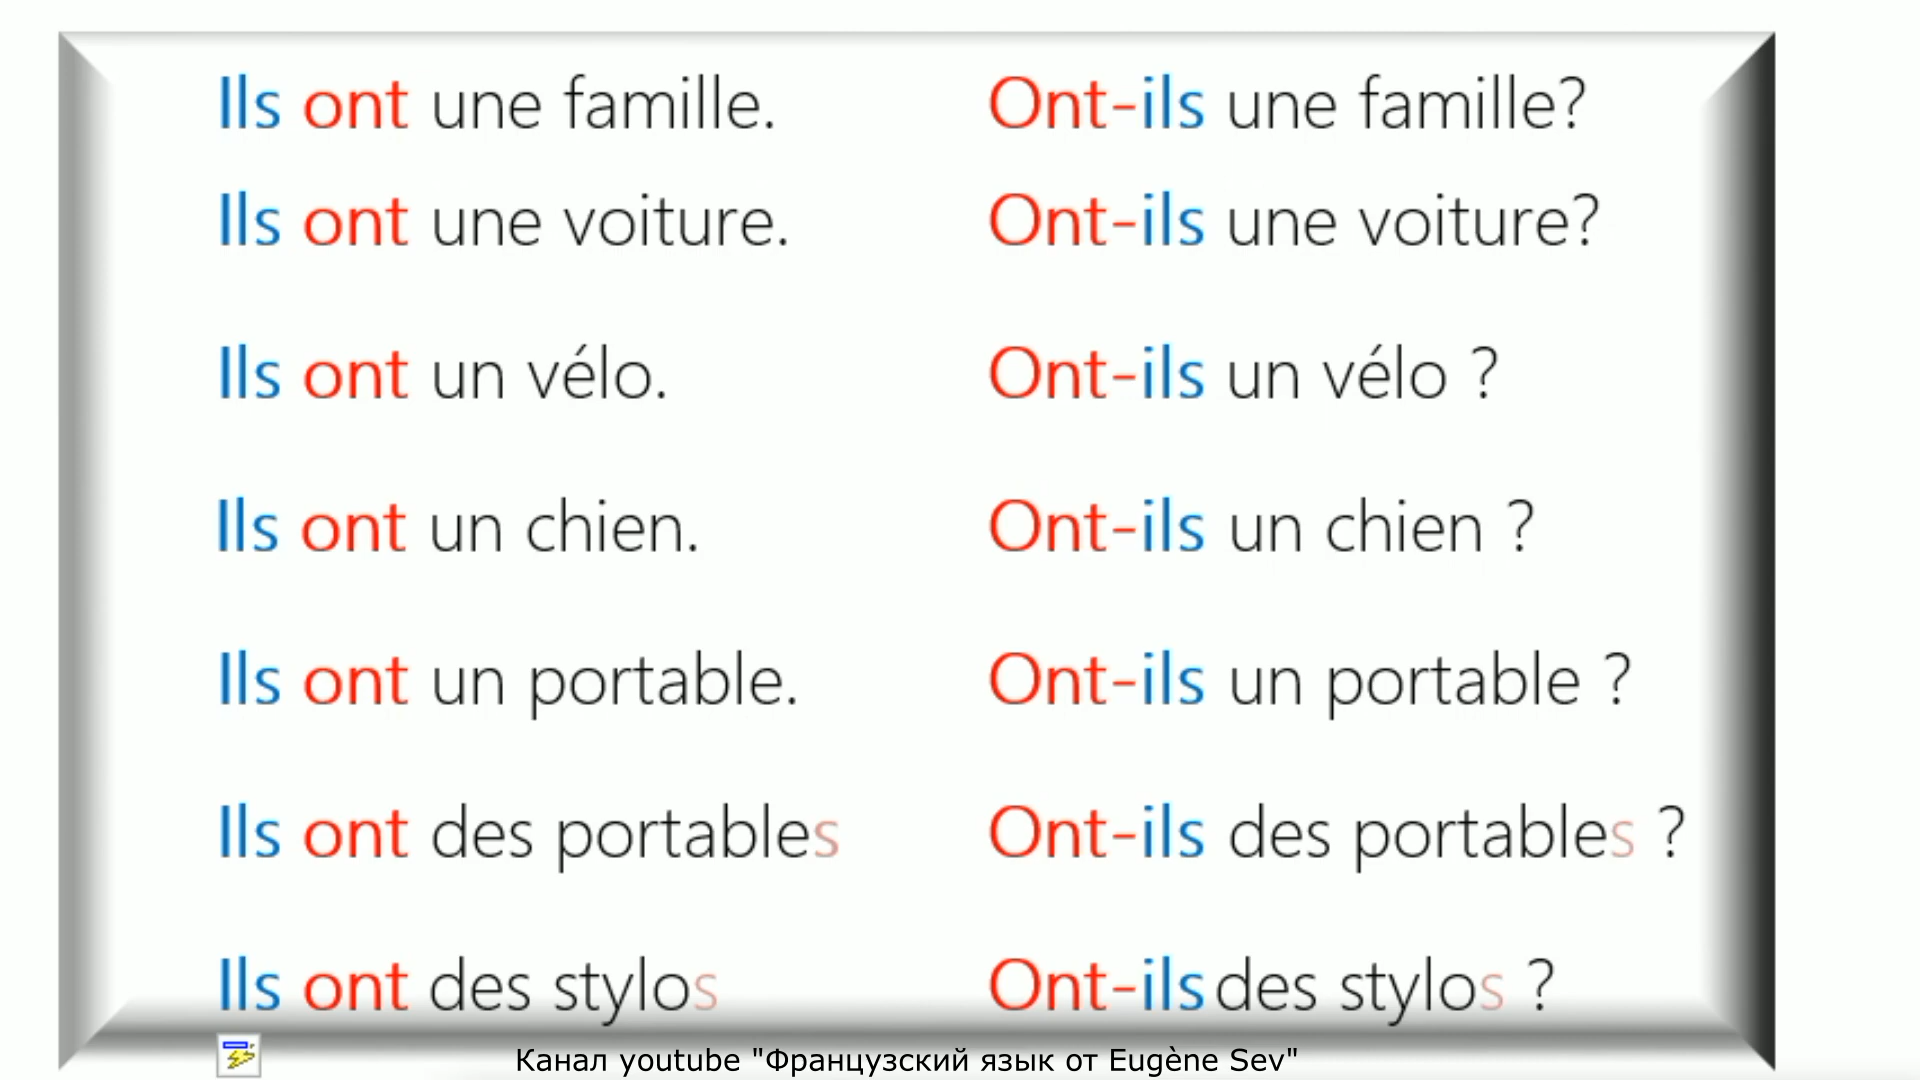 Ils ont une famille. Ont-ils une famille?
Ils ont une voiture. Ont-ils une voiture?
Ils ont un vélo. Ont-ils un vélo ?
Ils ont un chien. Ont-ils un chien ?
Ils ont un portable. Ont-ils un portable ?
Ils ont des portables Ont-ils des portables ?
Ils ont des stylos Ont-ils des stylos ?
Канал youtube "Французский язык от Eugène Sev"